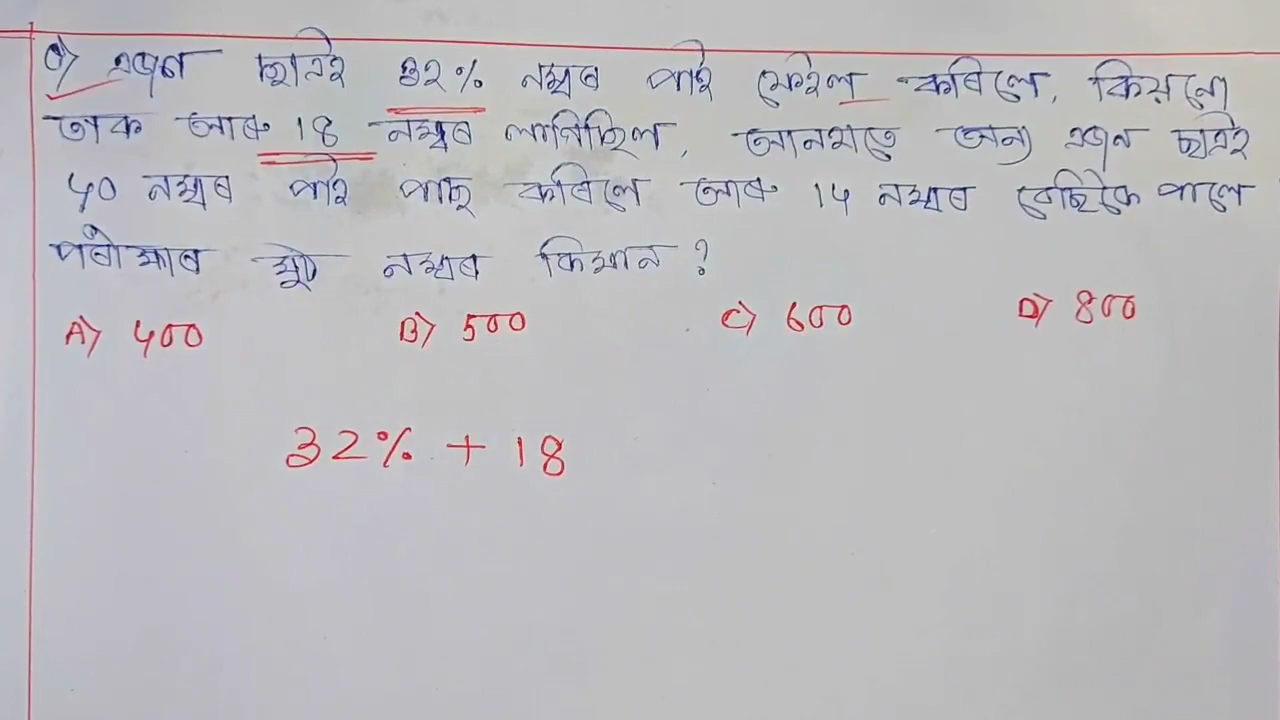 এজন ছাত্ৰই 32% নম্বৰ পাই ফেইল কৰিলে, কিয়নো
তাক আৰু 18 নম্বৰ লাগিছিল, আনহাতে অন্য এজন ছাত্ৰই
40 নম্বৰ পাই পাছ কৰিলে আৰু 14 নম্বৰ বেছিকৈ পালে
পৰীক্ষাৰ মুঠ নম্বৰ কিমান ?
A) 400 B) 500 C) 600 D) 800
32% + 18